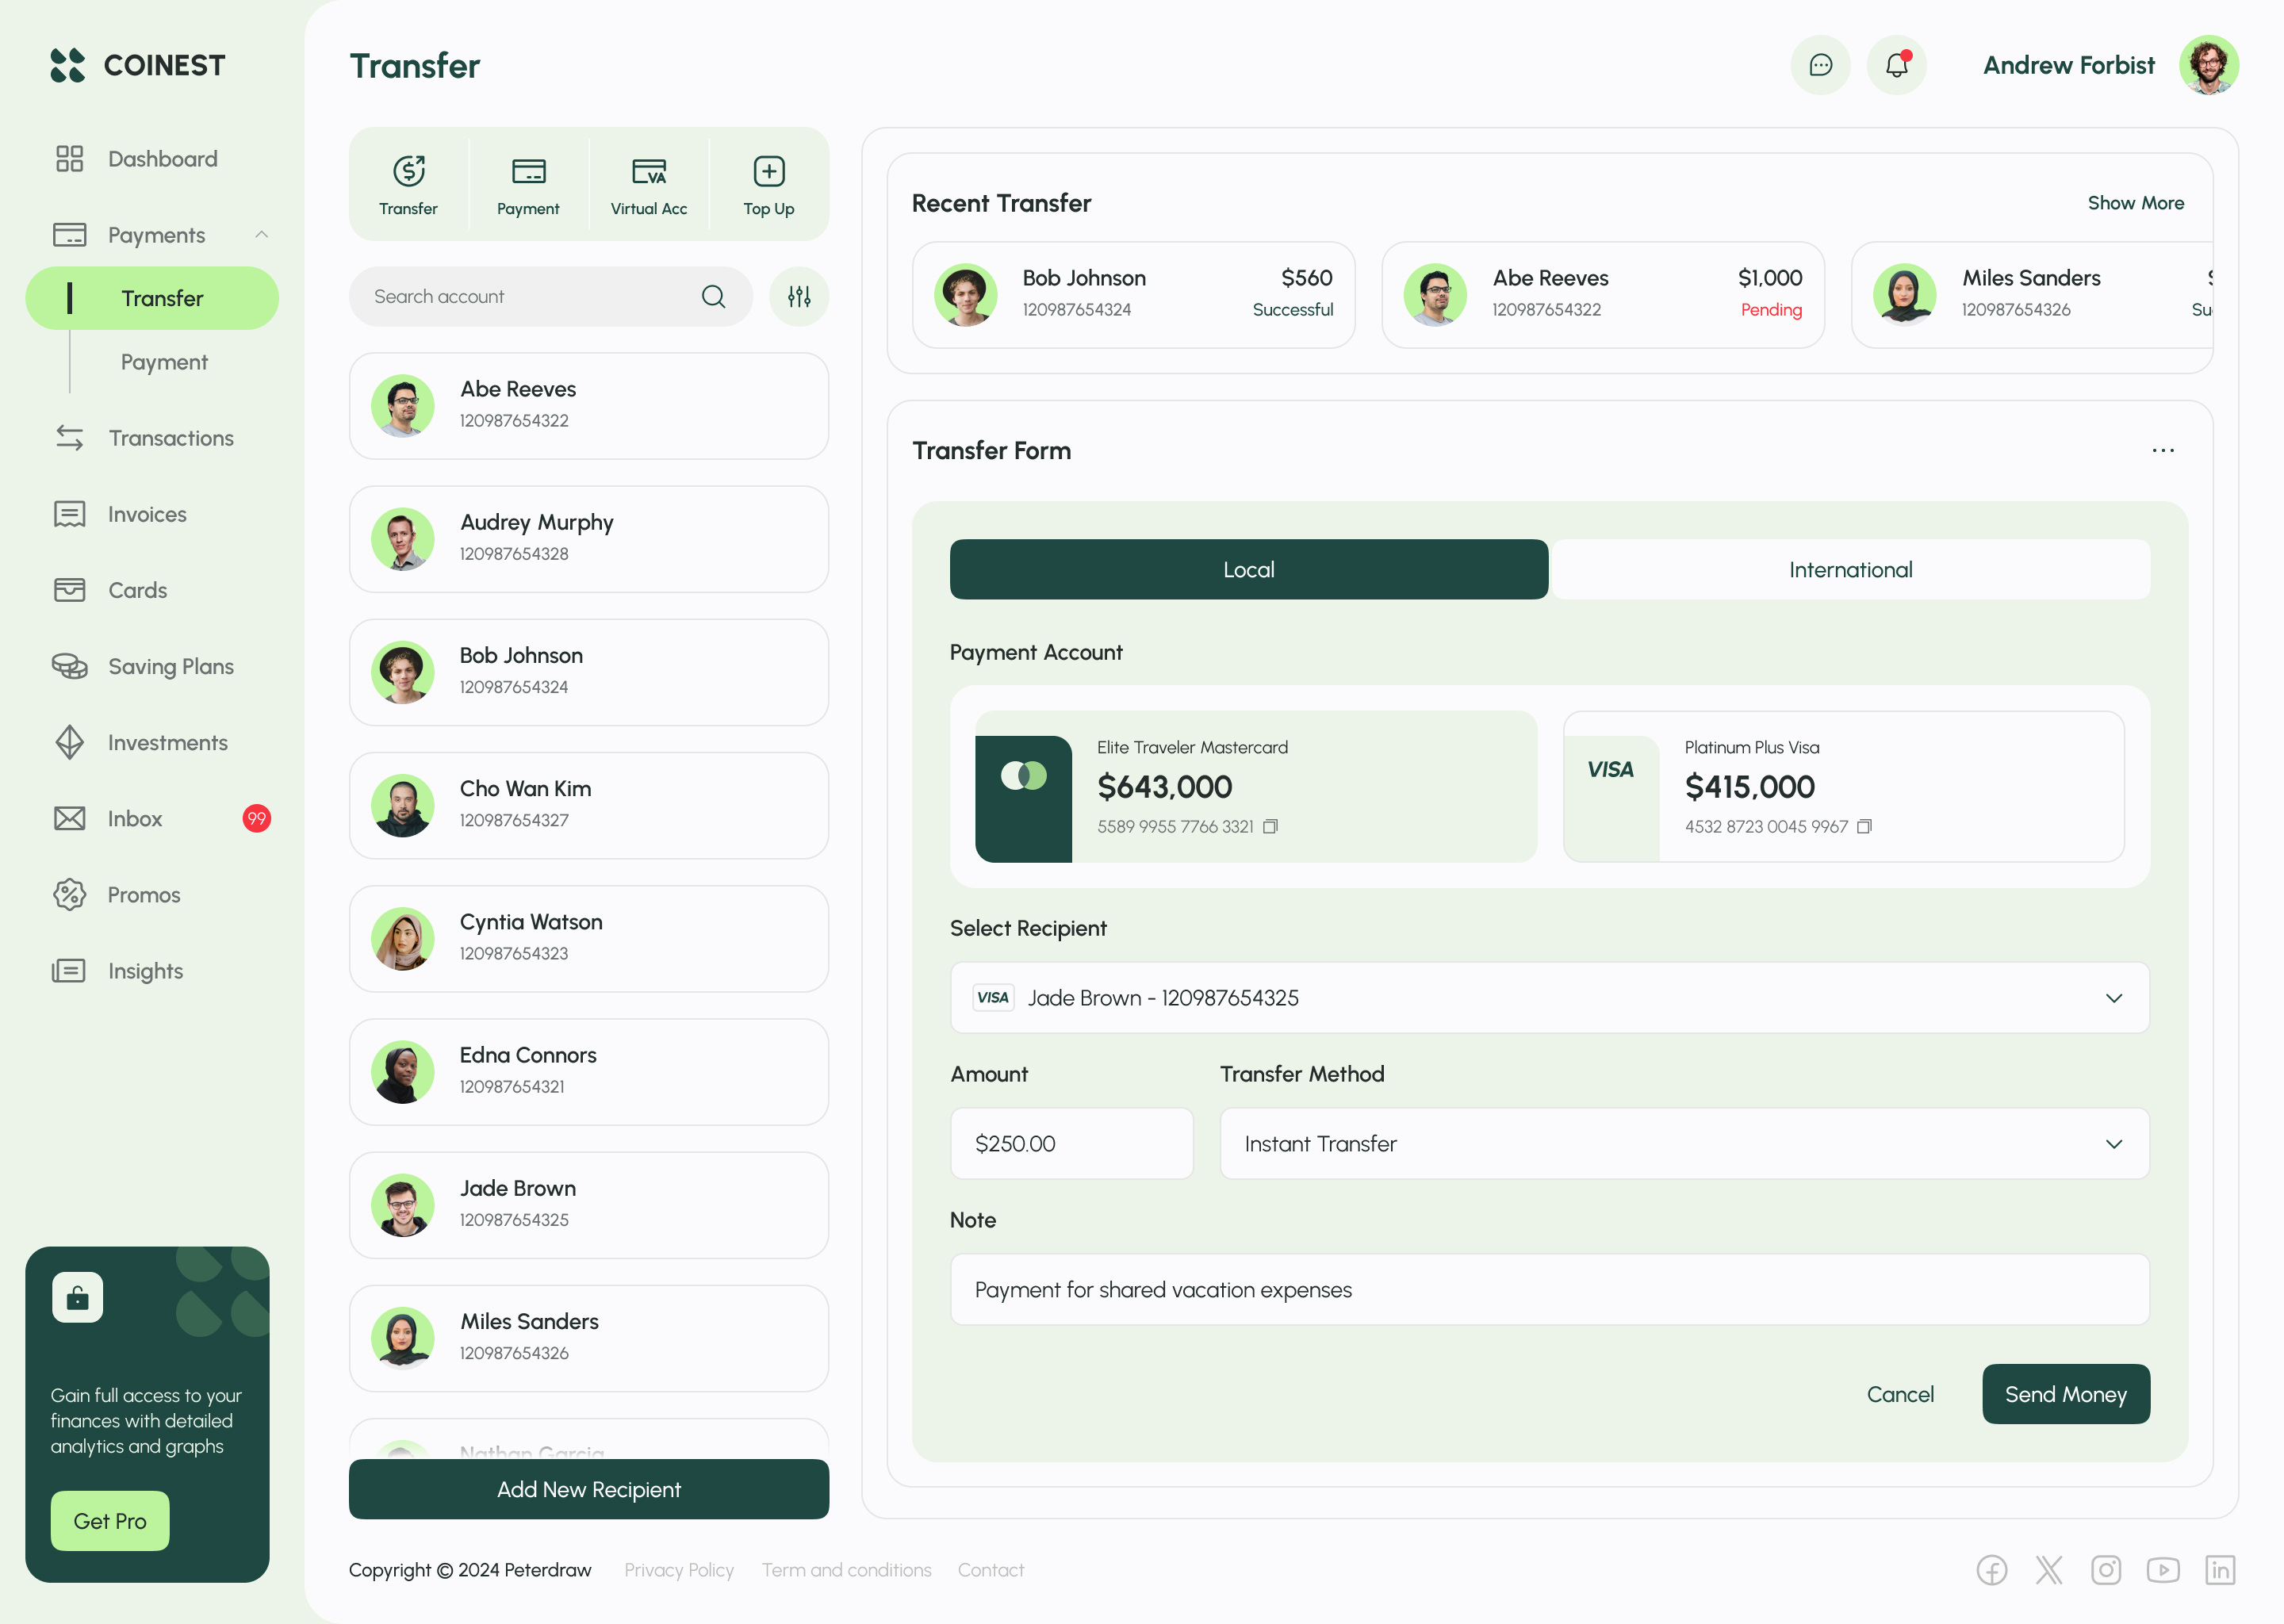 COINEST
Dashboard
Payments
Transfer
Payment
Transactions
Invoices
Cards
Saving Plans
Investments
Inbox
99
Promos
Insights
Gain full access to your
finances with detailed
analytics and graphs
Get Pro
Transfer
Andrew Forbist
Transfer
Payment
VA
Virtual Acc
Top Up
Search account
Abe Reeves
120987654322
Audrey Murphy
120987654328
Bob Johnson
120987654324
Cho Wan Kim
120987654327
Cyntia Watson
120987654323
Edna Connors
120987654321
Jade Brown
120987654325
Miles Sanders
120987654326
Nathan Garcia
Add New Recipient
Recent Transfer
Show More
Bob Johnson
$560
120987654324
Successful
Abe Reeves
$1,000
120987654322
Pending
Miles Sanders
$
120987654326
Su
Transfer Form
Local
International
Payment Account
Elite Traveler Mastercard
$643,000
5589 9955 7766 3321
VISA
Platinum Plus Visa
$415,000
4532 8723 0045 9967
Select Recipient
VISA Jade Brown - 120987654325
Amount
Transfer Method
$250.00
Instant Transfer
Note
Payment for shared vacation expenses
Cancel
Send Money
Copyright © 2024 Peterdraw
Privacy Policy
Term and conditions
Contact